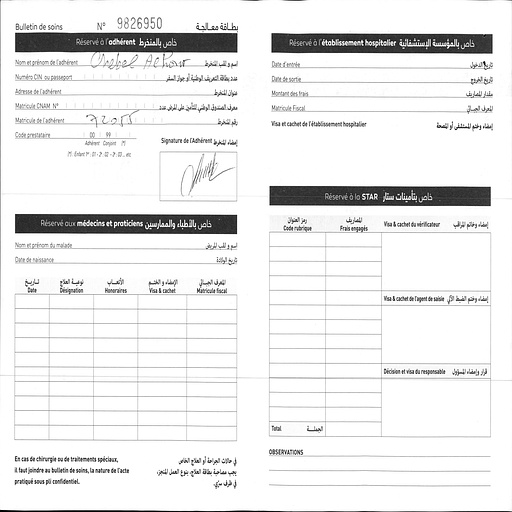 Bulletin de soins N° 9826950 بطاقة معالجة
Réservé à l'adhérent خاص بالمنخرط
Nom et prénom de l'adhérent Chebel اسم و لقب المنخرط
Numéro CIN ou passeport عدد بطاقة التعريف الوطنية أو جواز السفر
Adresse de l'adhérent عنوان المنخرط
Matricule CNAM N° معرف الصندوق الوطني للتأمين على المرض عدد
Matricule de l'adhérent 72055 رقم المنخرط
Code prestataire 00 99
Adhérent Conjoint (*)
(*) : Enfant 1er : 01 - 2 : 02 - 3 : 03 ... etc
Signature de l'Adhérent إمضاء المنخرط
Réservé aux médecins et praticiens خاص بالأطباء والممارسين
Nom et prénom du malade اسم و لقب المريض
Date de naissance تاريخ الولادة
تاريخ نوعية العلاج الأتعاب الإمضاء و الختم المعرف الجبائي
Date Désignation Honoraires Visa & cachet Matricule fiscal
En cas de chirurgie ou de traitements spéciaux,
il faut joindre au bulletin de soins, la nature de l'acte
pratiqué sous pli confidentiel.
في حالات الجراحة أو العلاج الخاص
يجب مصاحبة بطاقة العلاج، بنوع العمل المنجز،
في ظرف سري.
Réservé à l'établissement hospitalier خاص بالمؤسسة الإستشفائية
Date d'entrée تاريخ الدخول
Date de sortie تاريخ الخروج
Montant des frais مقدار المصاريف
Matricule Fiscal المعرف الجبائي
Visa et cachet de l'établissement hospitalier إمضاء وختم المستشفى أو المصحة
Réservé à la STAR خاص بتأمينات ستار
رمز العنوان المصاريف
Code rubrique Frais engagés
Visa & cachet du vérificateur إمضاء وخاتم المراقب
Visa & cachet de l'agent de saisie إمضاء وختم الضبط الآلي
Décision et visa du responsable قرار وإمضاء المسؤول
Total الجملة
OBSERVATIONS